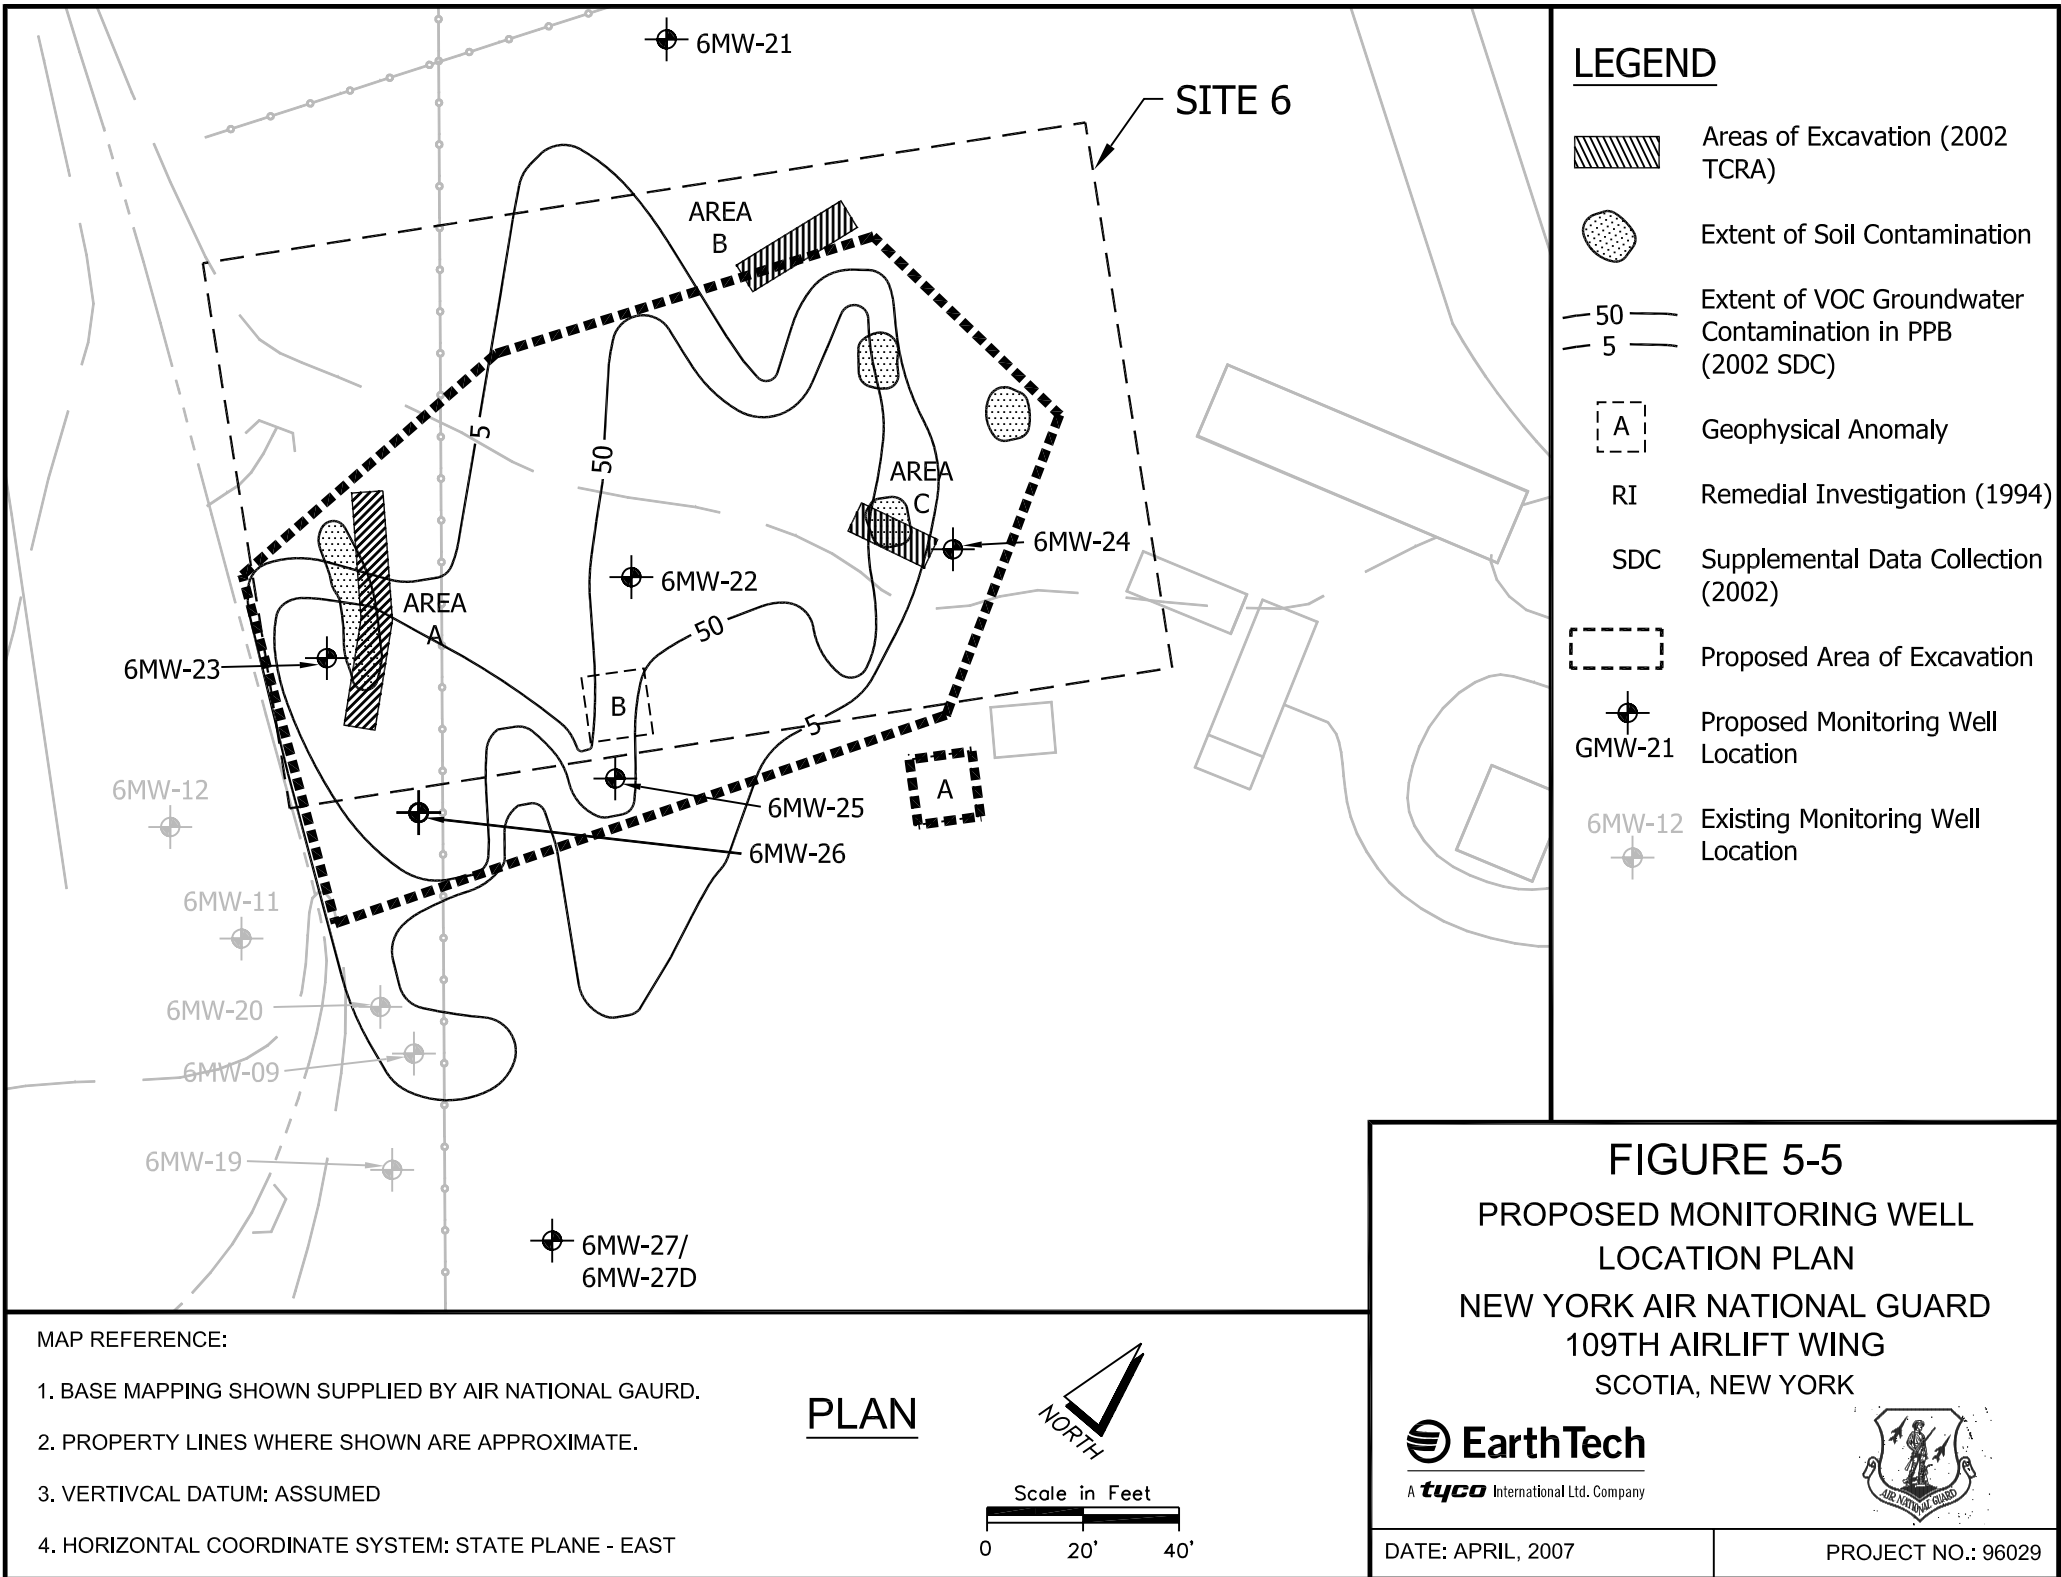 6MW-21
SITE 6
AREA
B
5
50
AREA
C
6MW-24
6MW-22
AREA
A
50
6MW-23
B
5
A
6MW-25
6MW-26
6MW-12
6MW-11
6MW-20
6MW-09
6MW-19
6MW-27/
6MW-27D
LEGEND
Areas of Excavation (2002
TCRA)
Extent of Soil Contamination
50
5
Extent of VOC Groundwater
Contamination in PPB
(2002 SDC)
A
Geophysical Anomaly
RI
Remedial Investigation (1994)
SDC
Supplemental Data Collection
(2002)
Proposed Area of Excavation
GMW-21
Proposed Monitoring Well
Location
6MW-12
Existing Monitoring Well
Location
MAP REFERENCE:
1. BASE MAPPING SHOWN SUPPLIED BY AIR NATIONAL GAURD.
2. PROPERTY LINES WHERE SHOWN ARE APPROXIMATE.
3. VERTIVCAL DATUM: ASSUMED
4. HORIZONTAL COORDINATE SYSTEM: STATE PLANE - EAST
PLAN
NORTH
Scale in Feet
0 20' 40'
FIGURE 5-5
PROPOSED MONITORING WELL
LOCATION PLAN
NEW YORK AIR NATIONAL GUARD
109TH AIRLIFT WING
SCOTIA, NEW YORK
EarthTech
A tyco International Ltd. Company
AIR NATIONAL GUARD
DATE: APRIL, 2007
PROJECT NO.: 96029